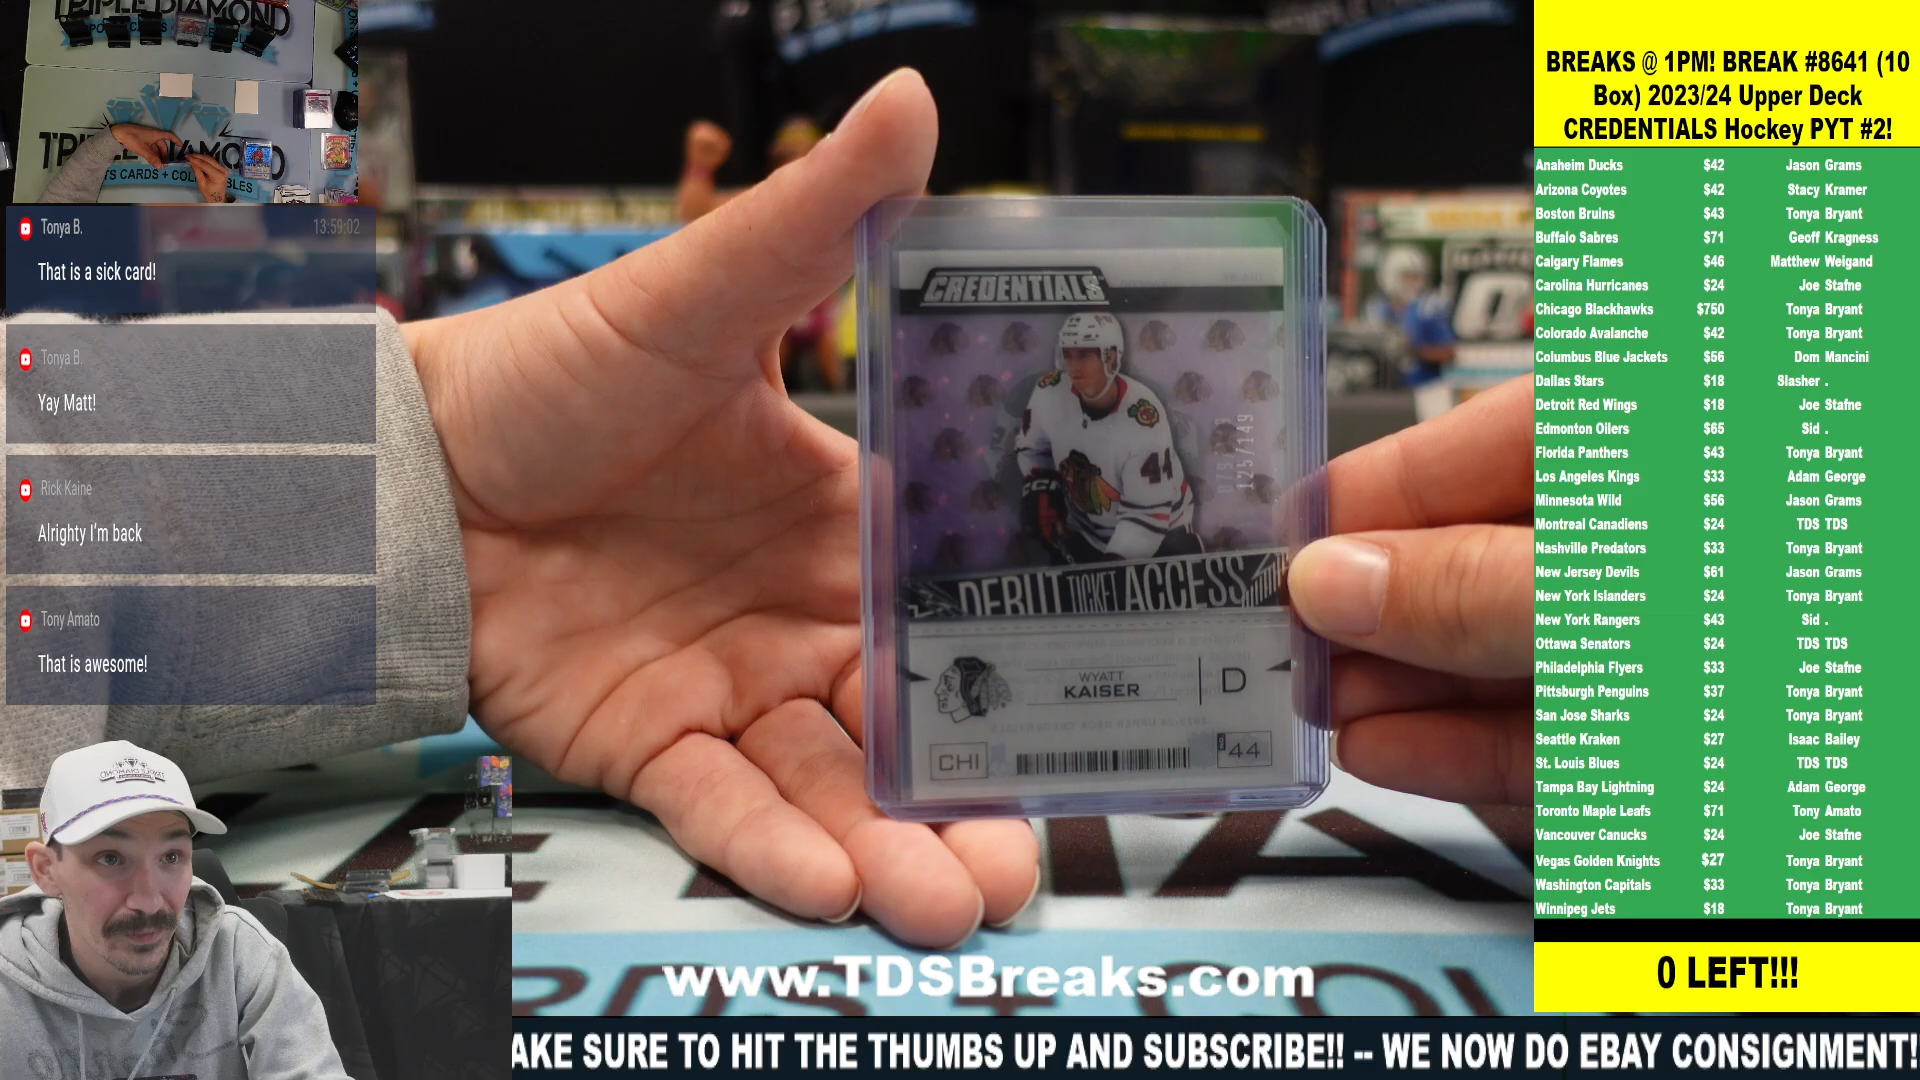 TRIPLE DIAMOND
Tonya B.
13:59:02
That is a sick card!
Tonya B.
Yay Matt!
Rick Kaine
Alrighty I'm back
Tony Amato
That is awesome!
CREDENTIALS
44
125/149
DEBUT TICKET ACCESS
WYATT
KAISER
D
CHI
44
www.TDSBreaks.com
AKE SURE TO HIT THE THUMBS UP AND SUBSCRIBE!! -- WE NOW DO EBAY CONSIGNMENT!
BREAKS @ 1PM! BREAK #8641 (10
Box) 2023/24 Upper Deck
CREDENTIALS Hockey PYT #2!
Anaheim Ducks $42 Jason Grams
Arizona Coyotes $42 Stacy Kramer
Boston Bruins $43 Tonya Bryant
Buffalo Sabres $71 Geoff Kragness
Calgary Flames $46 Matthew Weigand
Carolina Hurricanes $24 Joe Stafne
Chicago Blackhawks $750 Tonya Bryant
Colorado Avalanche $42 Tonya Bryant
Columbus Blue Jackets $56 Dom Mancini
Dallas Stars $18 Slasher .
Detroit Red Wings $18 Joe Stafne
Edmonton Oilers $65 Sid .
Florida Panthers $43 Tonya Bryant
Los Angeles Kings $33 Adam George
Minnesota Wild $56 Jason Grams
Montreal Canadiens $24 TDS TDS
Nashville Predators $33 Tonya Bryant
New Jersey Devils $61 Jason Grams
New York Islanders $24 Tonya Bryant
New York Rangers $43 Sid .
Ottawa Senators $24 TDS TDS
Philadelphia Flyers $33 Joe Stafne
Pittsburgh Penguins $37 Tonya Bryant
San Jose Sharks $24 Tonya Bryant
Seattle Kraken $27 Isaac Bailey
St. Louis Blues $24 TDS TDS
Tampa Bay Lightning $24 Adam George
Toronto Maple Leafs $71 Tony Amato
Vancouver Canucks $24 Joe Stafne
Vegas Golden Knights $27 Tonya Bryant
Washington Capitals $33 Tonya Bryant
Winnipeg Jets $18 Tonya Bryant
0 LEFT!!!